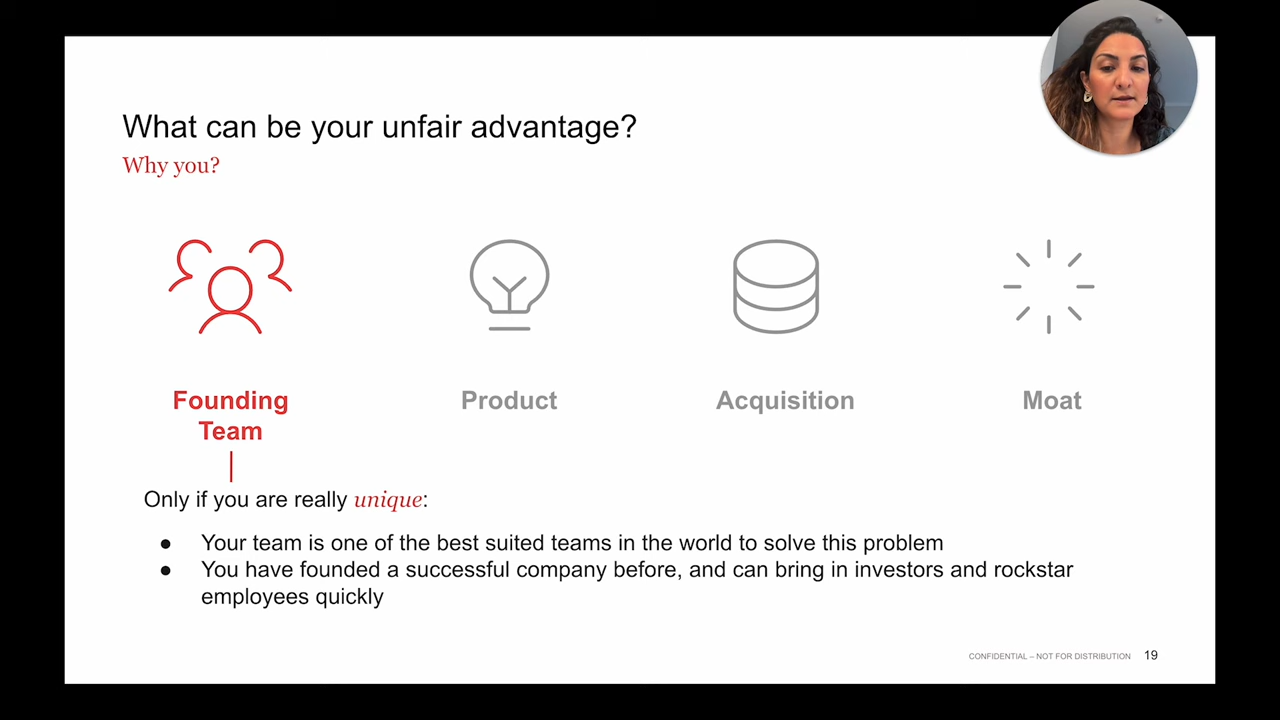 What can be your unfair advantage?
Why you?
Founding
Team
Product
Acquisition
Moat
Only if you are really unique:
● Your team is one of the best suited teams in the world to solve this problem
● You have founded a successful company before, and can bring in investors and rockstar
employees quickly
CONFIDENTIAL – NOT FOR DISTRIBUTION 19